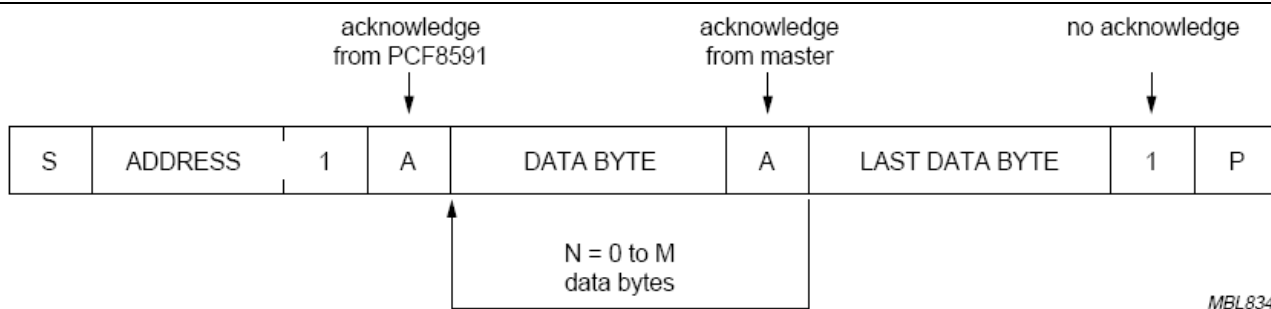 acknowledge
from PCF8591
acknowledge
from master
no acknowledge
S ADDRESS 1 A DATA BYTE A LAST DATA BYTE 1 P
N = 0 to M
data bytes
MBL834